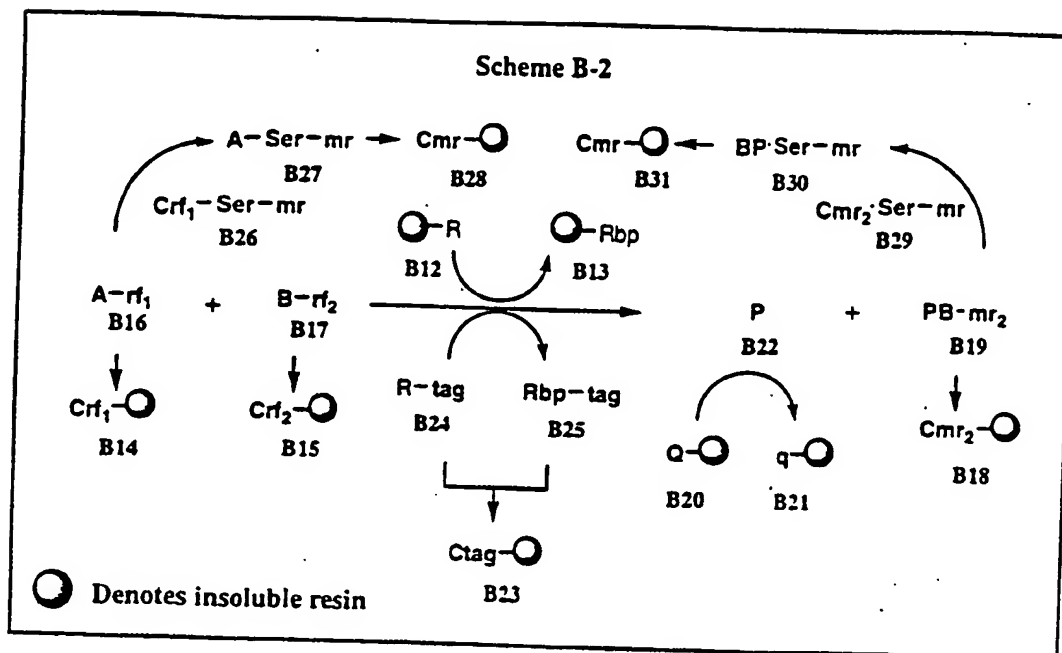 Scheme B-2
A-Ser-mr
B27
Cmr-
B28
Cmr-
B31
BP·Ser-mr
B30
Crf₁-Ser-mr
B26
Cmr₂·Ser-mr
B29
-R
B12
-Rbp
B13
A-rf₁
B16
+
B-rf₂
B17
P
B22
+
PB-mr₂
B19
Crf₁-
B14
Crf₂-
B15
R-tag
B24
Rbp-tag
B25
Q-
B20
q-
B21
Cmr₂-
B18
Ctag-
B23
Denotes insoluble resin